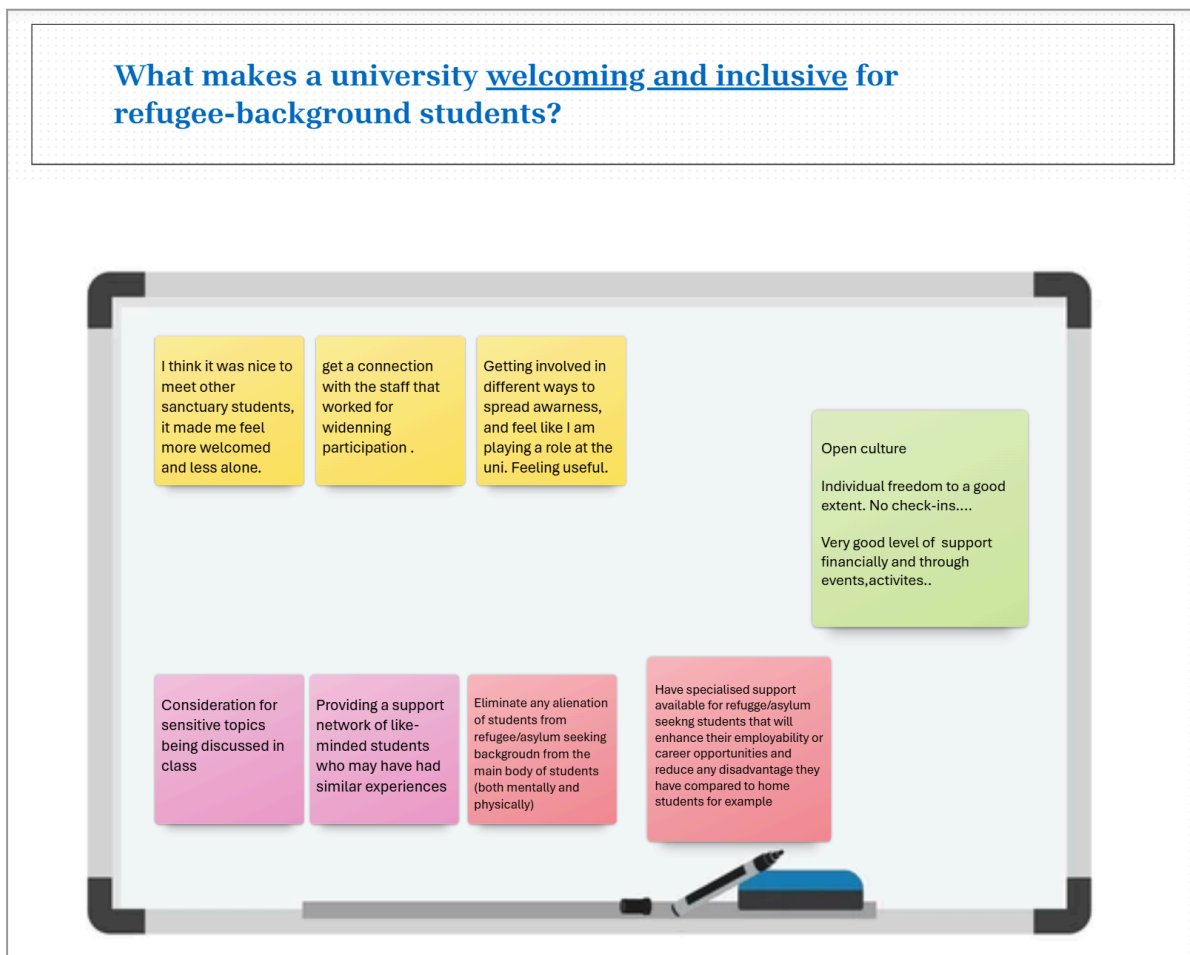 What makes a university welcoming and inclusive for
refugee-background students?
I think it was nice to
meet other
sanctuary students,
it made me feel
more welcomed
and less alone.
get a connection
with the staff that
worked for
widenning
participation .
Getting involved in
different ways to
spread awarness,
and feel like I am
playing a role at the
uni. Feeling useful.
Open culture
Individual freedom to a good
extent. No check-ins....
Very good level of  support
financially and through
events,activites..
Consideration for
sensitive topics
being discussed in
class
Providing a support
network of like-
minded students
who may have had
similar experiences
Eliminate any alienation
of students from
refugee/asylum seeking
backgroudn from the
main body of students
(both mentally and
physically)
Have specialised support
available for refugge/asylum
seekng students that will
enhance their employability or
career opportunities and
reduce any disadvantage they
have compared to home
students for example